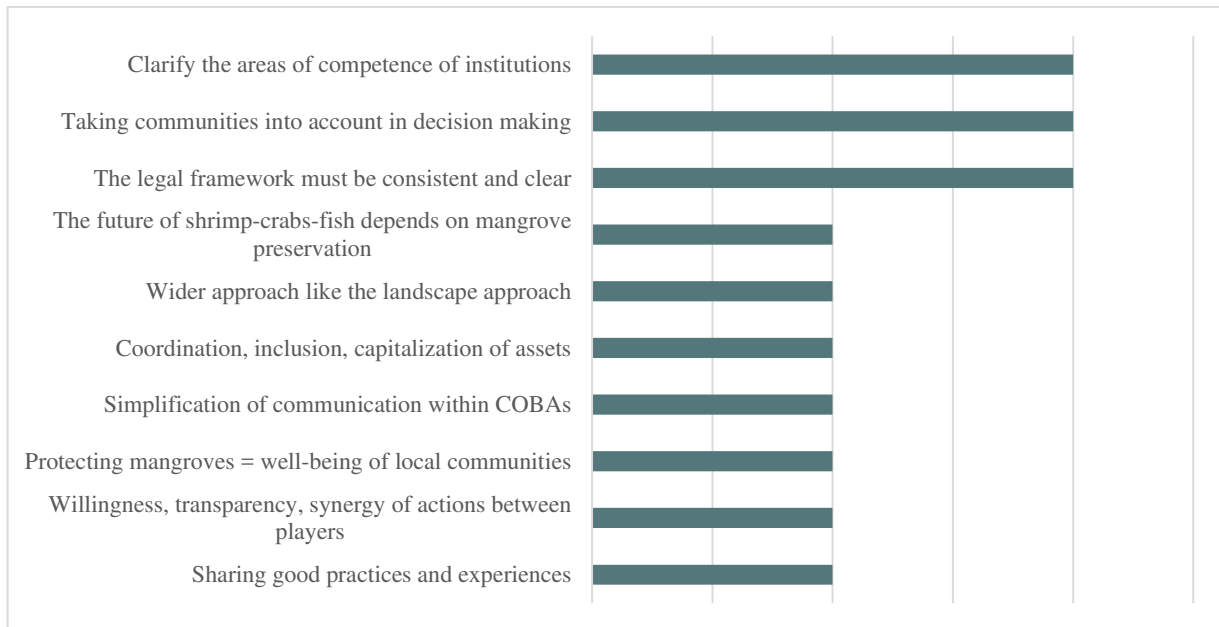 Clarify the areas of competence of institutions
Taking communities into account in decision making
The legal framework must be consistent and clear
The future of shrimp-crabs-fish depends on mangrove
preservation
Wider approach like the landscape approach
Coordination, inclusion, capitalization of assets
Simplification of communication within COBAs
Protecting mangroves = well-being of local communities
Willingness, transparency, synergy of actions between
players
Sharing good practices and experiences